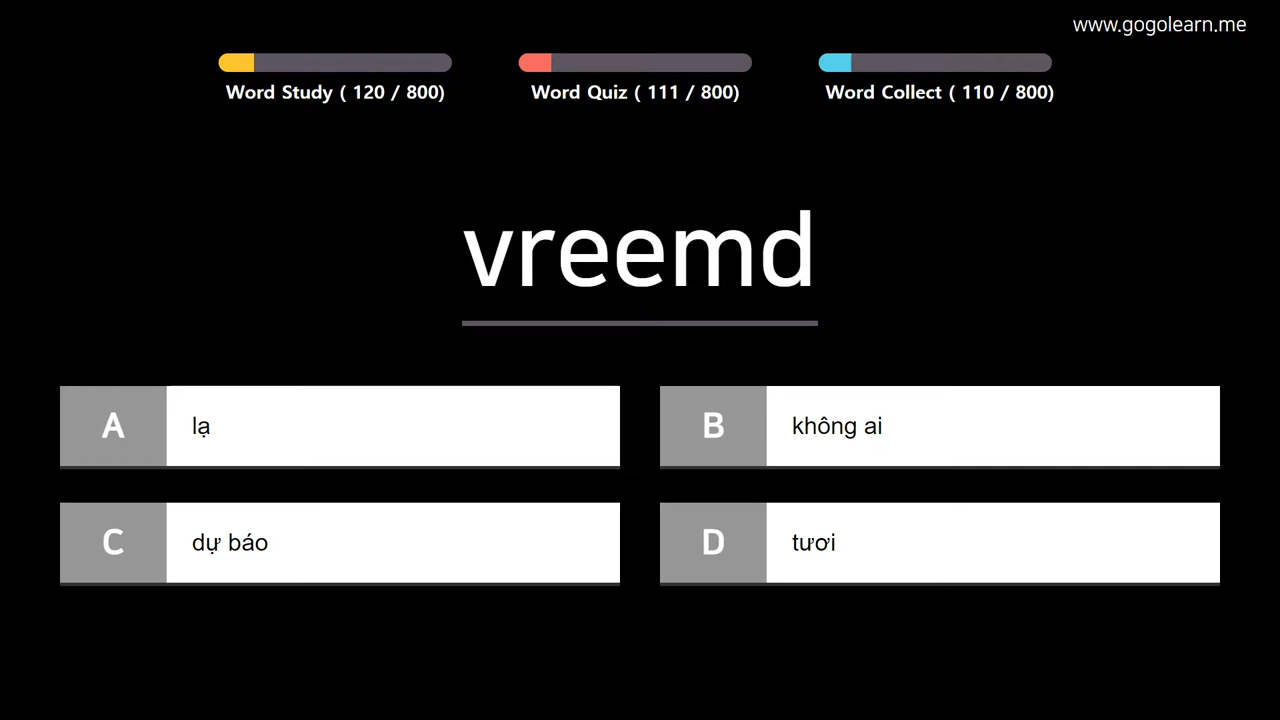 www.gogolearn.me
Word Study ( 120 / 800)
Word Quiz ( 111 / 800)
Word Collect ( 110 / 800)
vreemd
A lạ
B không ai
C dự báo
D tươi